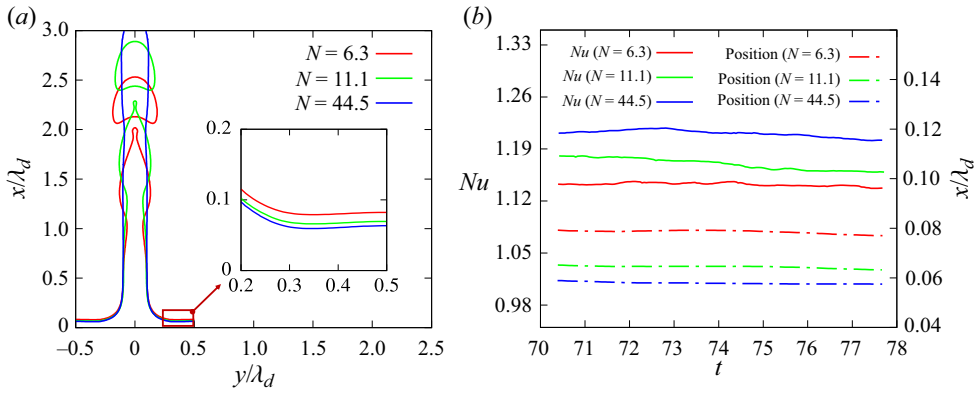 (a)
3.0
2.5
2.0
1.5
1.0
0.5
0
x/λd
–0.5
0
0.5
1.0
1.5
2.0
2.5
y/λd
N = 6.3
N = 11.1
N = 44.5
0.2
0.1
0
0.2
0.3
0.4
0.5
(b)
1.33
1.26
1.19
1.12
1.05
0.98
Nu
Nu (N = 6.3)
Nu (N = 11.1)
Nu (N = 44.5)
Position (N = 6.3)
Position (N = 11.1)
Position (N = 44.5)
0.14
0.12
0.10
0.08
0.06
0.04
x/λd
70
71
72
73
74
75
76
77
78
t